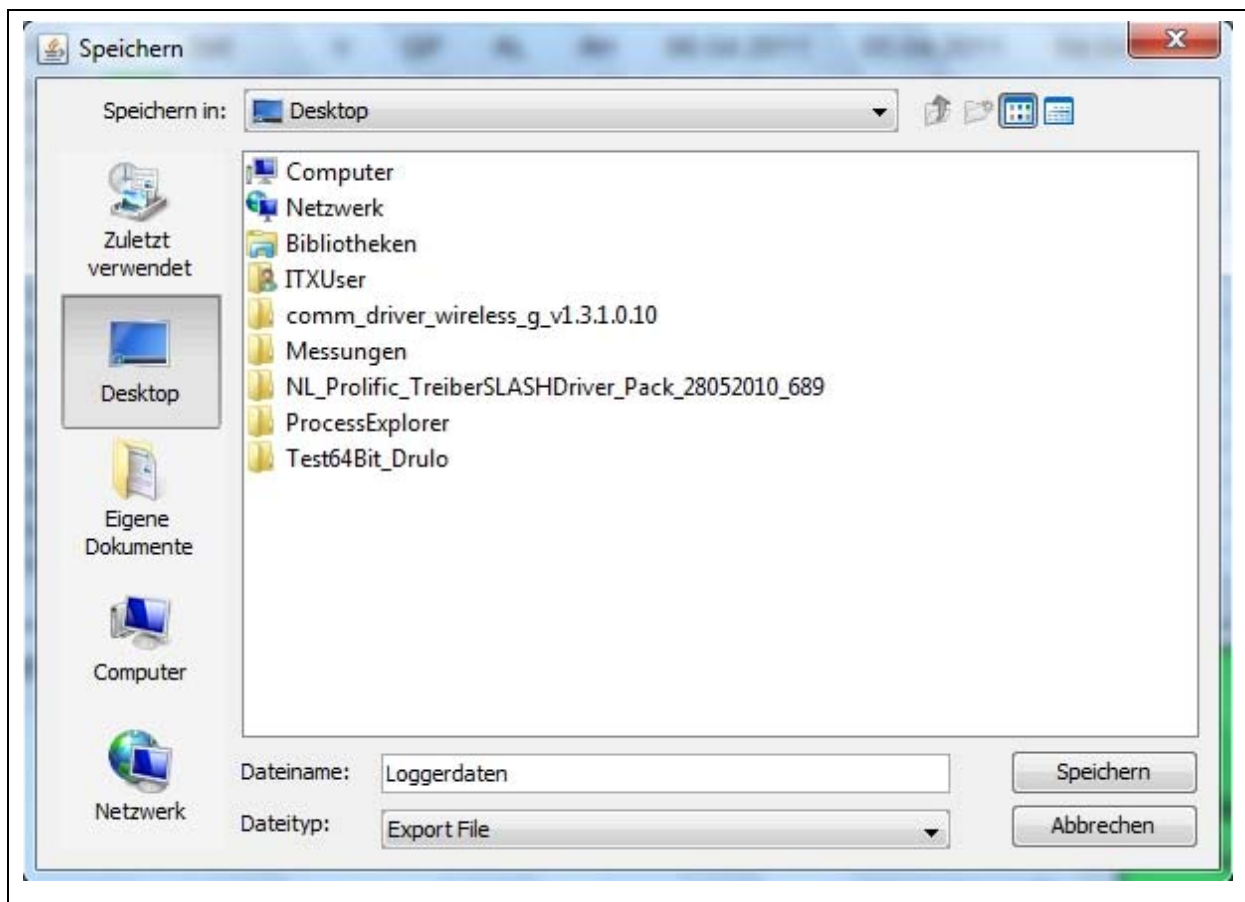 Speichern
Speichern in:
Desktop
Zuletzt
verwendet
Desktop
Eigene
Dokumente
Computer
Netzwerk
Computer
Netzwerk
Bibliotheken
ITXUser
comm_driver_wireless_g_v1.3.1.0.10
Messungen
NL_Prolific_TreiberSLASHDriver_Pack_28052010_689
ProcessExplorer
Test64Bit_Drulo
Dateiname:
Loggerdaten
Speichern
Dateityp:
Export File
Abbrechen